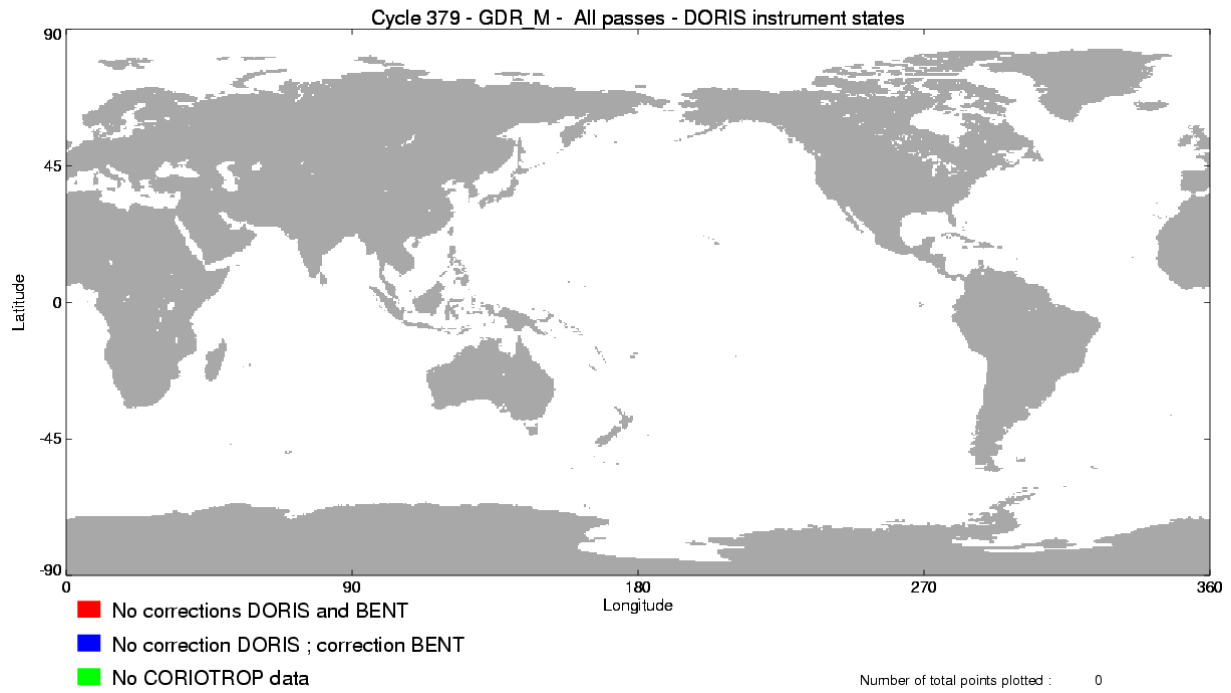 Cycle 379 - GDR_M - All passes - DORIS instrument states
90
45
0
-45
-90
Latitude
0 90 180 270 360
Longitude
No corrections DORIS and BENT
No correction DORIS ; correction BENT
No CORIOTROP data
Number of total points plotted : 0